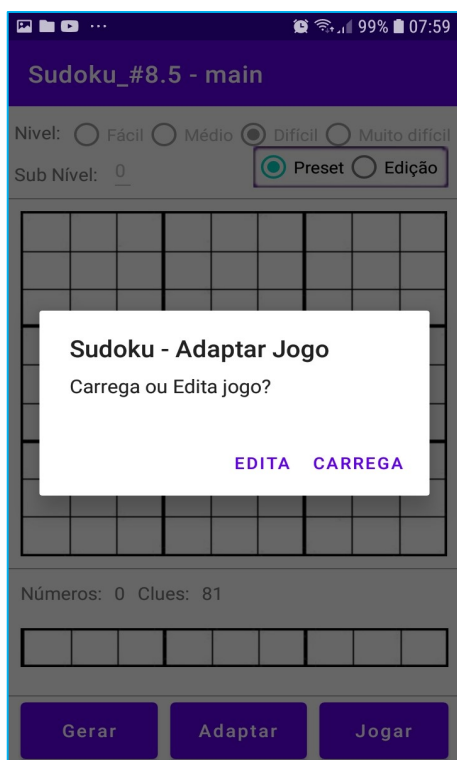 99% 07:59
Sudoku_#8.5 - main
Nivel: Fácil Médio Difícil Muito difícil
Sub Nível: 0 Preset Edição
Sudoku - Adaptar Jogo
Carrega ou Edita jogo?
EDITA CARREGA
Números: 0 Clues: 81
Gerar Adaptar Jogar